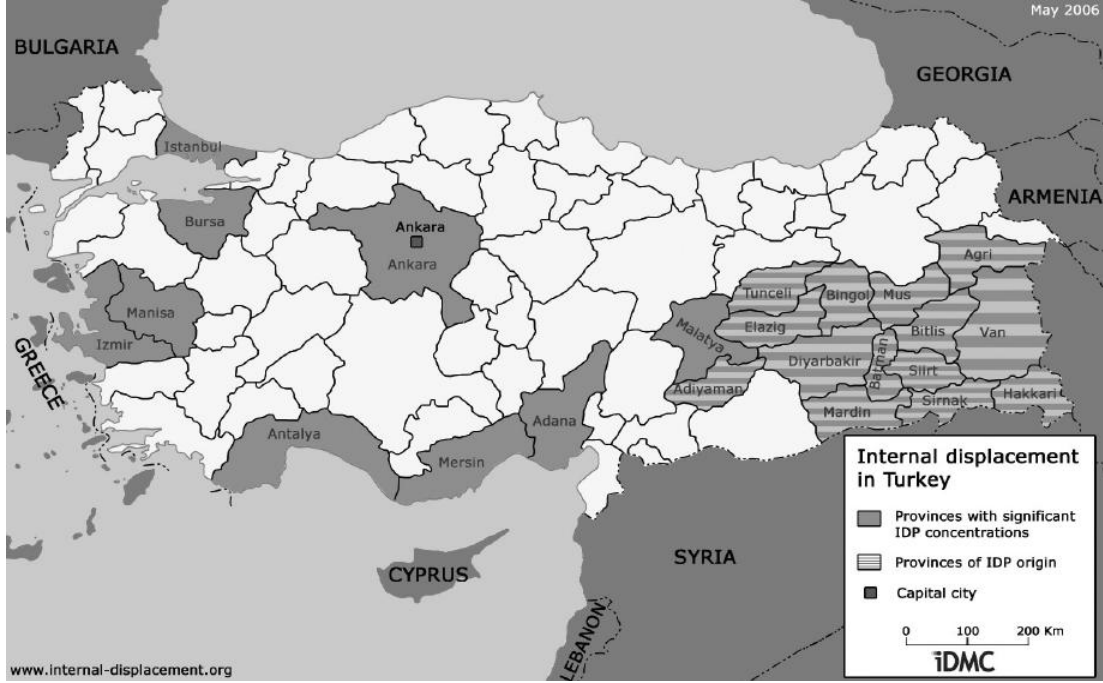 May 2006
BULGARIA
GEORGIA
Istanbul
ARMENIA
Bursa
Ankara
Ankara
Agri
Tunceli
Bingol
Mus
Manisa
Elazig
Bitlis
Van
Izmir
Malatya
Diyarbakir
Batman
Siirt
GREECE
Adiyaman
Sirnak
Hakkari
Mardin
Adana
Antalya
Mersin
Internal displacement
in Turkey
Provinces with significant
IDP concentrations
Provinces of IDP origin
Capital city
0 100 200 Km
iDMC
SYRIA
CYPRUS
LEBANON
www.internal-displacement.org